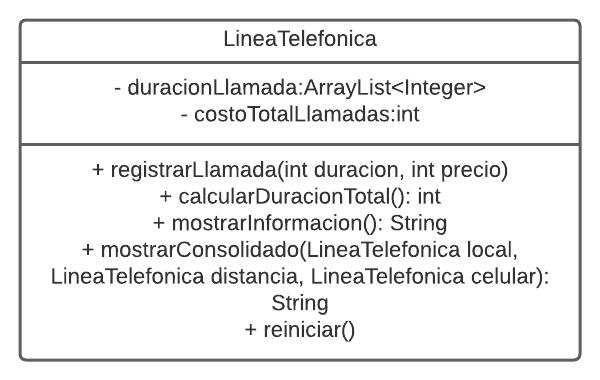 LineaTelefonica
- duracionLlamada:ArrayList<Integer>
- costoTotalLlamadas:int
+ registrarLlamada(int duracion, int precio)
+ calcularDuracionTotal(): int
+ mostrarInformacion(): String
+ mostrarConsolidado(LineaTelefonica local,
LineaTelefonica distancia, LineaTelefonica celular):
String
+ reiniciar()